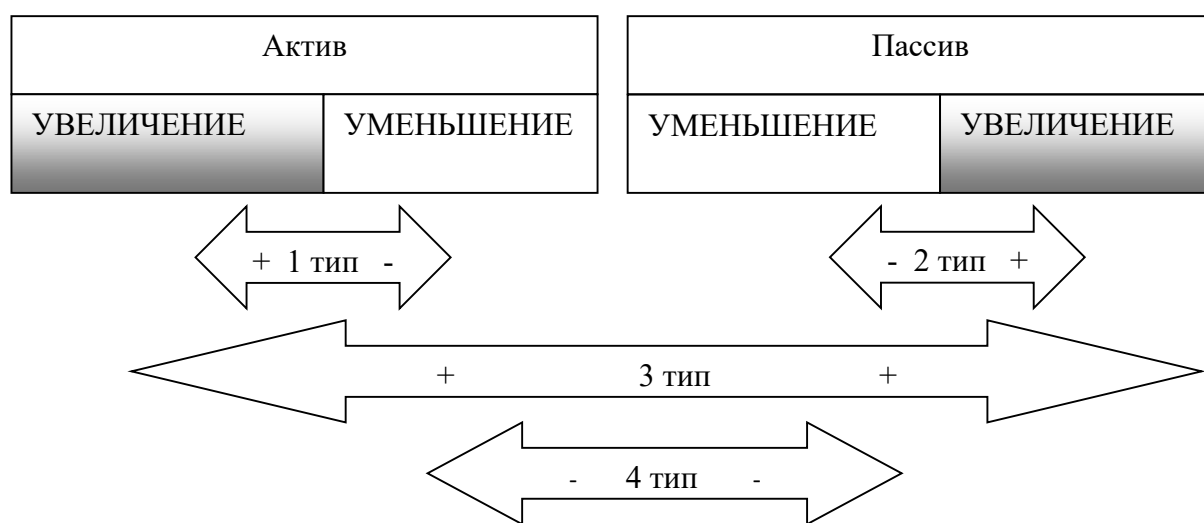 Актив
Пассив
УВЕЛИЧЕНИЕ
УМЕНЬШЕНИЕ
УМЕНЬШЕНИЕ
УВЕЛИЧЕНИЕ
+ 1 тип -
- 2 тип +
+ 3 тип +
- 4 тип -